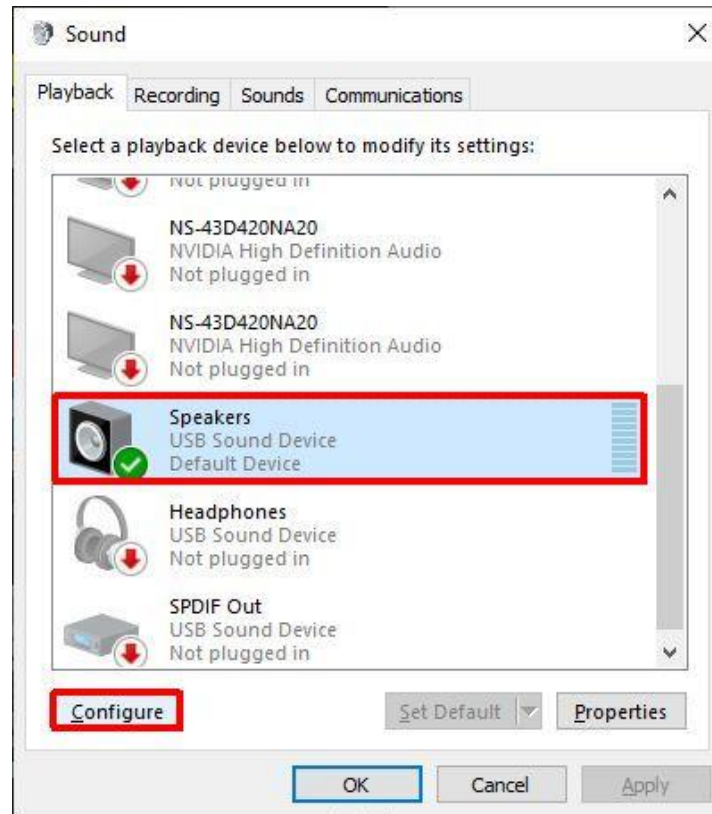 Sound
Playback Recording Sounds Communications
Select a playback device below to modify its settings:
Not plugged in
NS-43D420NA20
NVIDIA High Definition Audio
Not plugged in
NS-43D420NA20
NVIDIA High Definition Audio
Not plugged in
Speakers
USB Sound Device
Default Device
Headphones
USB Sound Device
Not plugged in
SPDIF Out
USB Sound Device
Not plugged in
Configure Set Default Properties
OK Cancel Apply